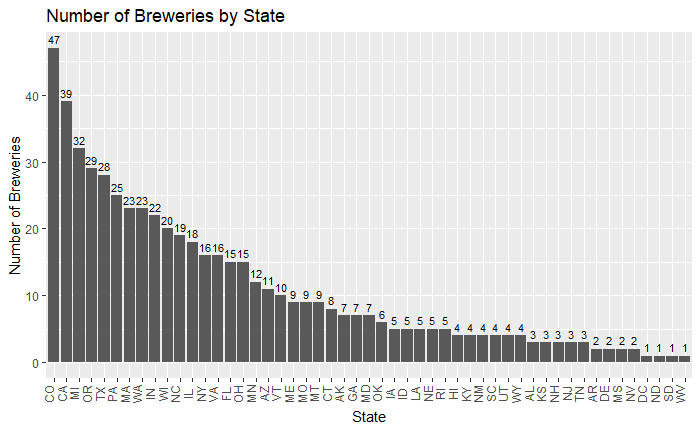 Number of Breweries by State
Number of Breweries
40
30
20
10
0
47 39 32 29 28 25 23 23 22 20 19 18 16 16 15 15 12 11 10 9 9 9 8 7 7 7 6 5 5 5 5 5 4 4 4 4 4 4 3 3 3 3 3 2 2 2 2 1 1 1 1
CO CA MI OR TX PA MA WA IN WI NC IL NY VA FL OH MN AZ VT ME MO MT CT AK GA MD OK IA ID LA NE RI HI KY NM SC UT WY AL KS NH NJ TN AR DE MS NV DC ND SD WV
State